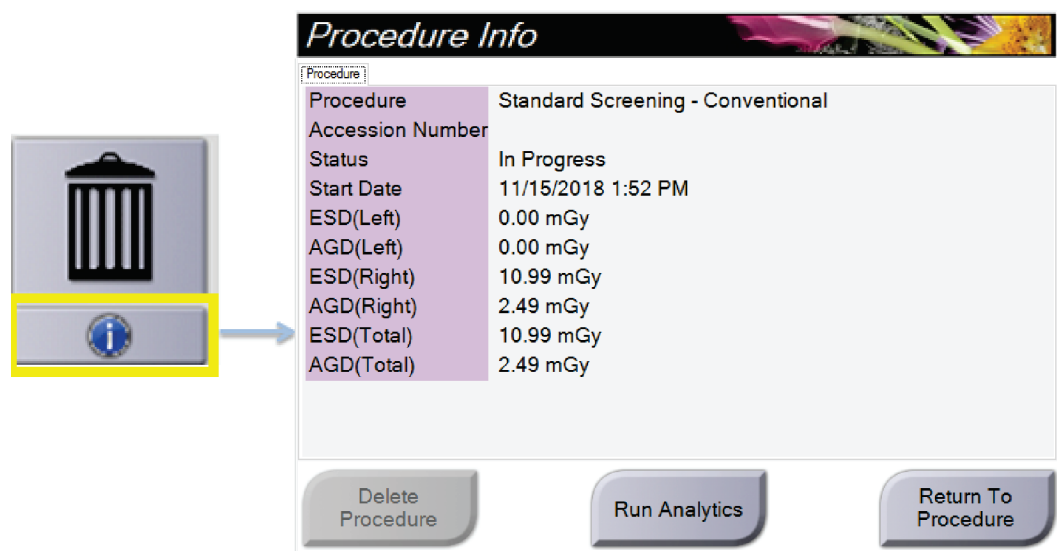 Procedure Info
Procedure
Procedure Standard Screening - Conventional
Accession Number
Status In Progress
Start Date 11/15/2018 1:52 PM
ESD(Left) 0.00 mGy
AGD(Left) 0.00 mGy
ESD(Right) 10.99 mGy
AGD(Right) 2.49 mGy
ESD(Total) 10.99 mGy
AGD(Total) 2.49 mGy
Delete
Procedure
Run Analytics
Return To
Procedure